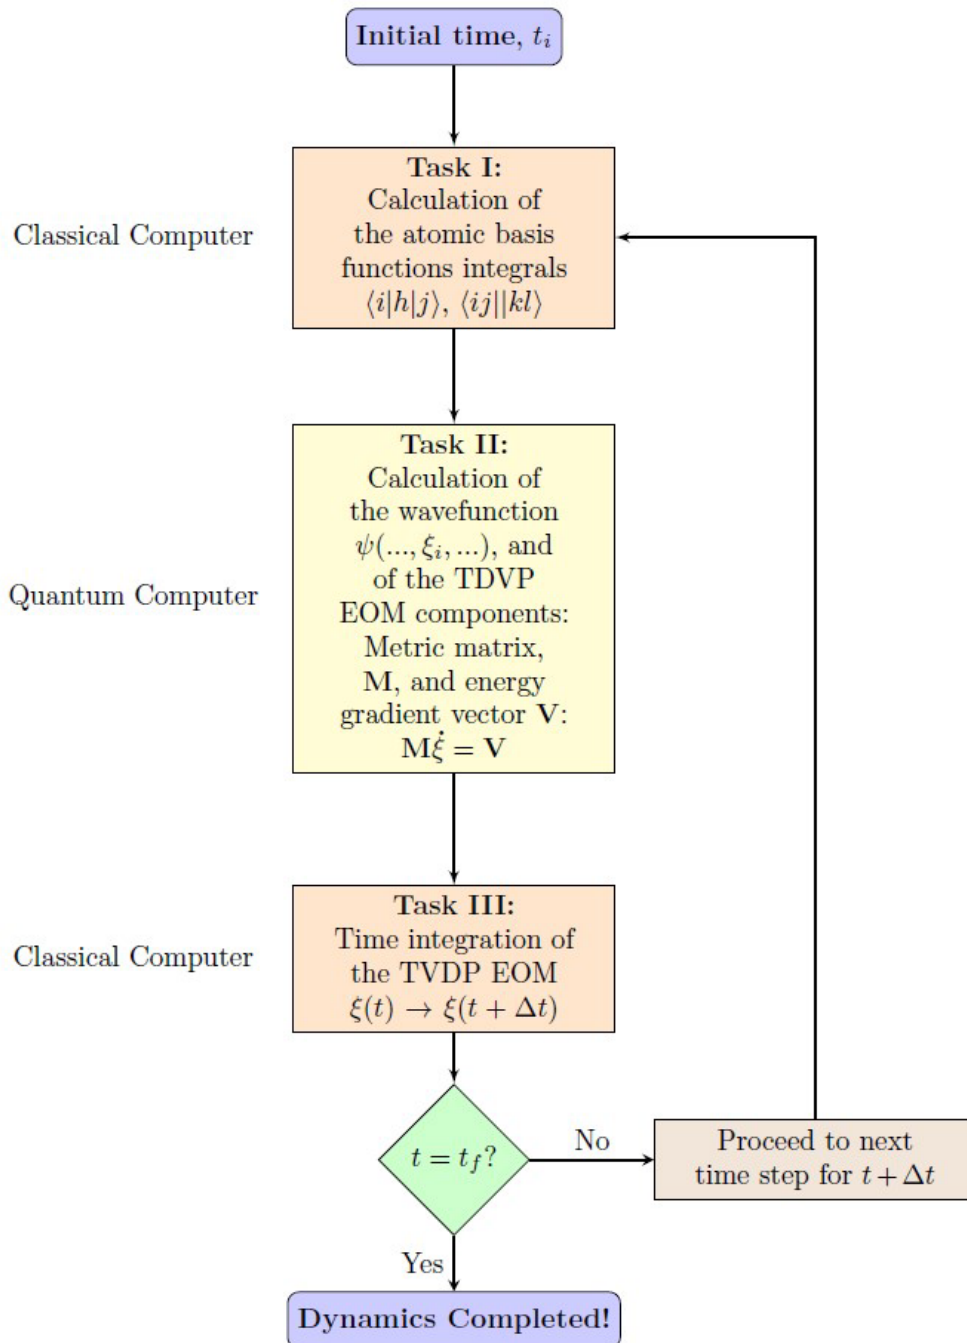 Initial time, tᵢ
Task I:
Calculation of
the atomic basis
functions integrals
⟨i|h|j⟩, ⟨ij||kl⟩
Classical Computer
Task II:
Calculation of
the wavefunction
ψ(..., ξᵢ, ...), and
of the TDVP
EOM components:
Metric matrix,
M, and energy
gradient vector V:
Mξ̇ = V
Quantum Computer
Task III:
Time integration of
the TVDP EOM
ξ(t) → ξ(t + Δt)
Classical Computer
t = t_f?
No
Proceed to next
time step for t + Δt
Yes
Dynamics Completed!